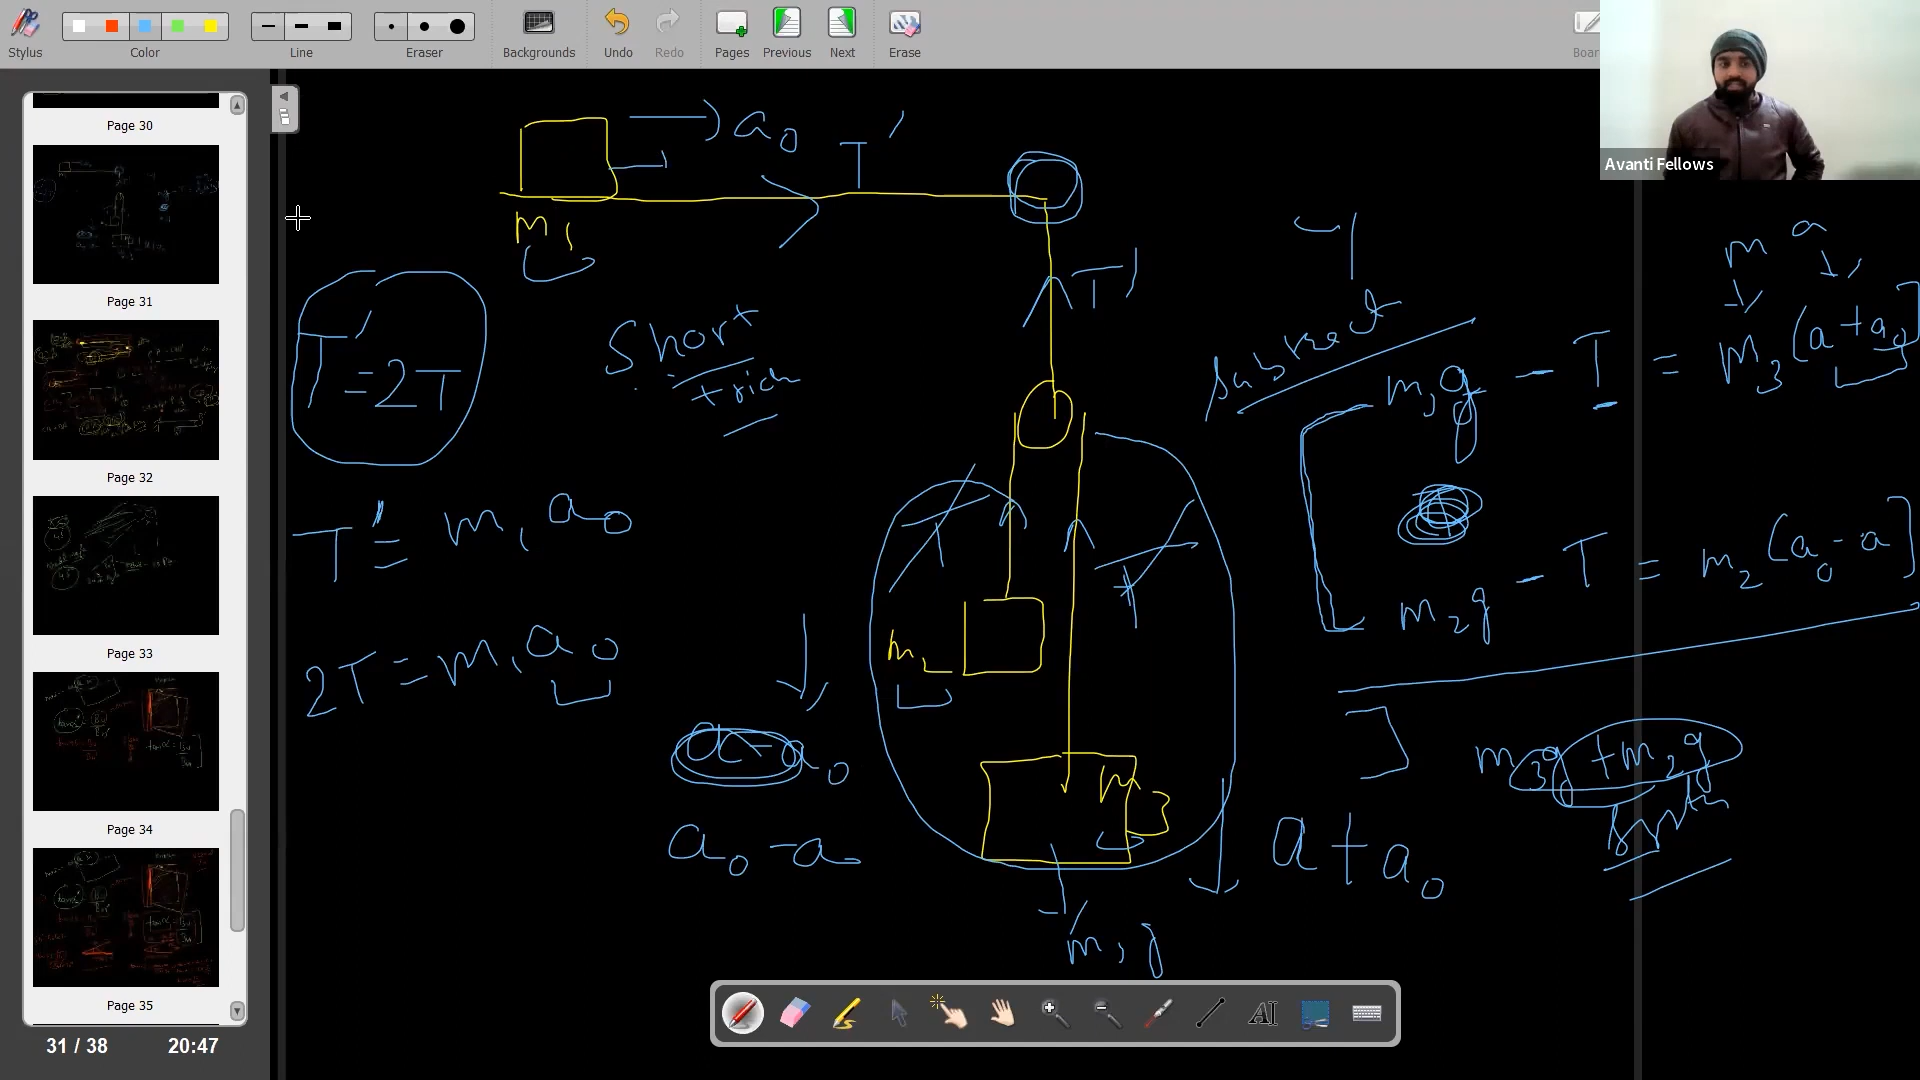 Stylus
Color
Line
Eraser
Backgrounds
Undo
Redo
Pages
Previous
Next
Erase
Boar
Avanti Fellows
Page 30
Page 31
Page 32
Page 33
Page 34
Page 35
31 / 38
20:47
→ a₀
T′
m₁
T′
T′ = 2T
Short
trick
T′ = m₁a₀
2T = m₁a₀
T
T
m₂
m₃
a₀
a₀ - a
a + a₀
m₃g
Subtract
m a
m₃g - T = m₃(a + a₀)
m₂g - T = m₂(a₀ - a)
m₃g + m₂g